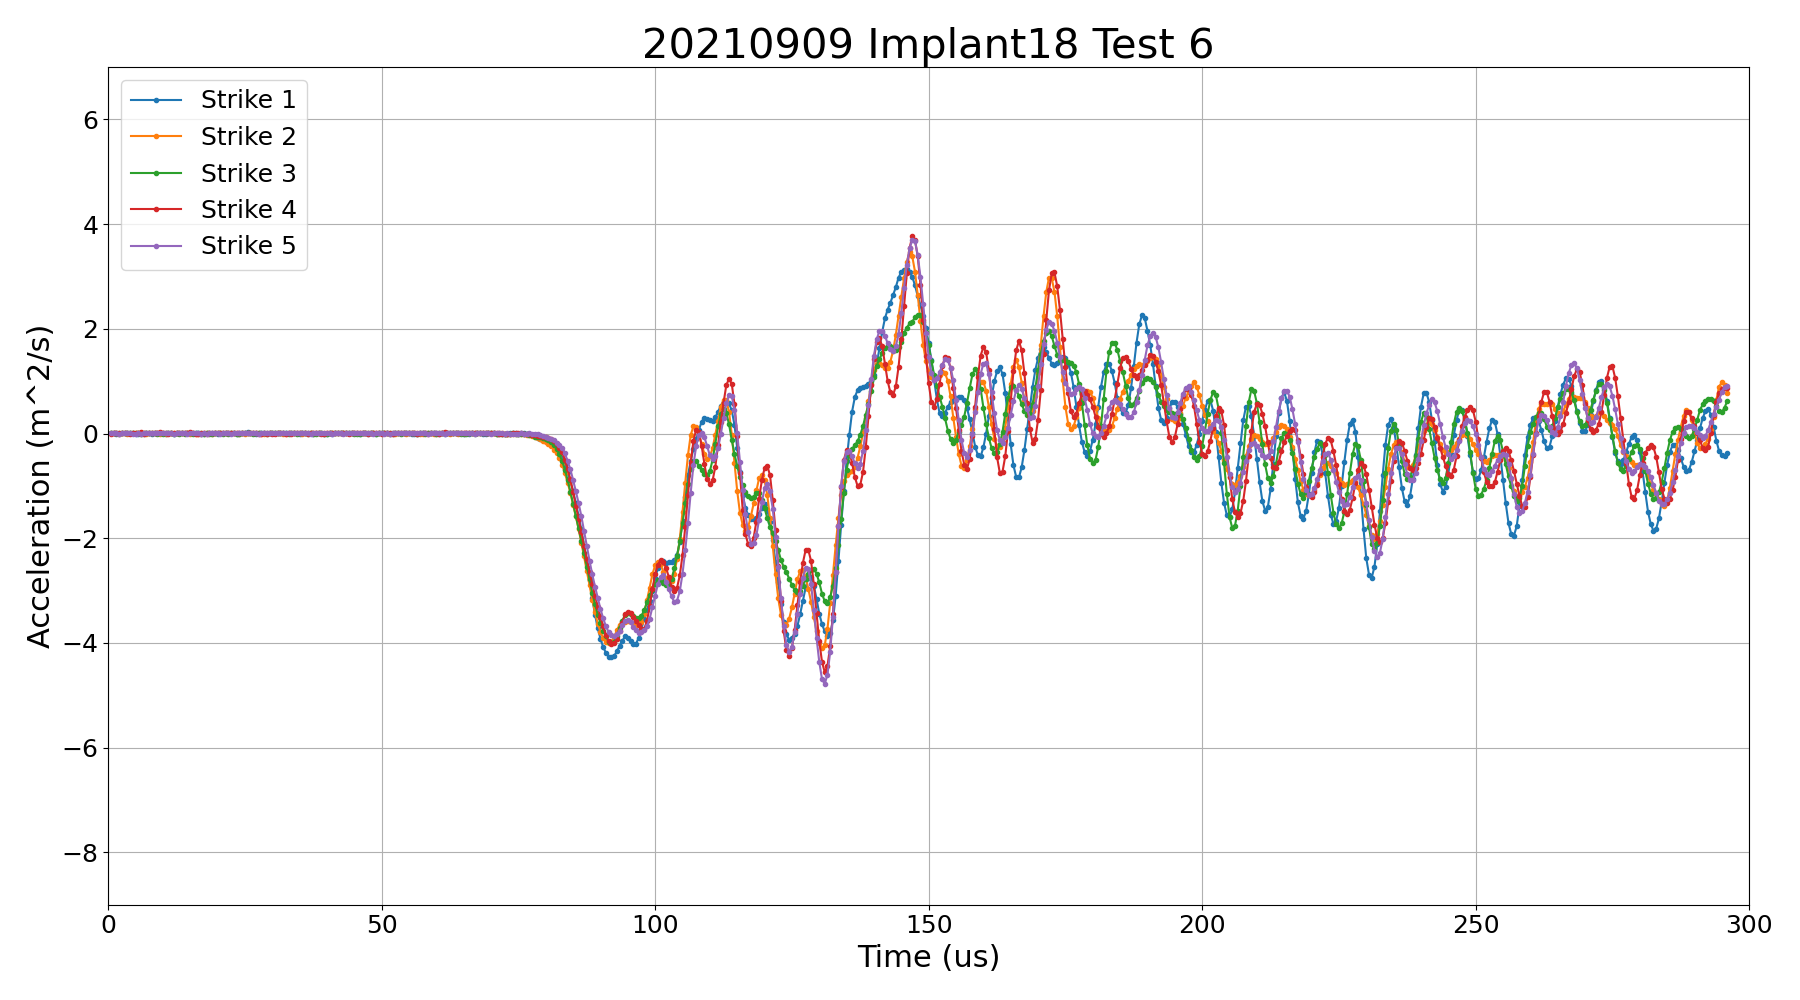 20210909 Implant18 Test 6
Strike 1
Strike 2
Strike 3
Strike 4
Strike 5
Acceleration (m^2/s)
6
4
2
0
−2
−4
−6
−8
0 50 100 150 200 250 300
Time (us)